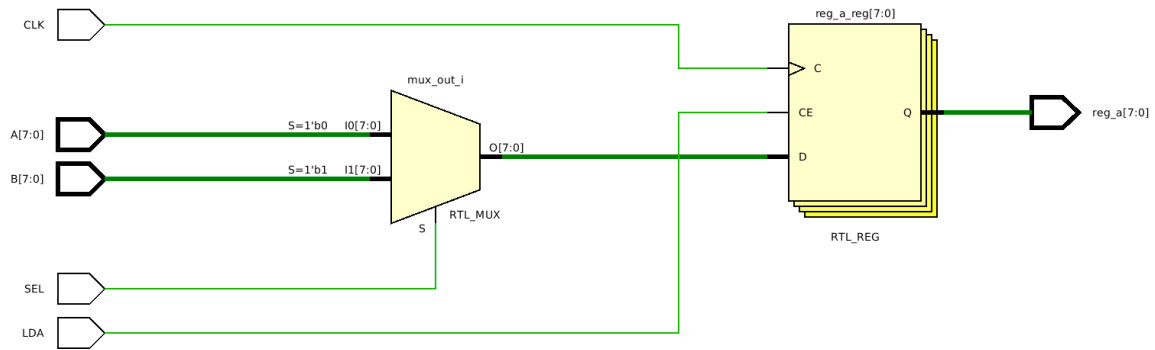 reg_a_reg[7:0]
CLK
C
mux_out_i
CE
A[7:0]
S=1'b0 I0[7:0]
Q
reg_a[7:0]
O[7:0]
D
B[7:0]
S=1'b1 I1[7:0]
RTL_MUX
S
RTL_REG
SEL
LDA